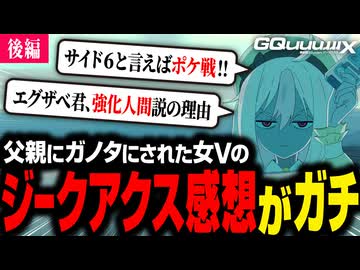 後編
GQuuuuuuX
サイド6と言えばポケ戦!!
エグザベ君、強化人間説の理由
父親にガノタにされた女Vの
ジークアクス感想がガチ